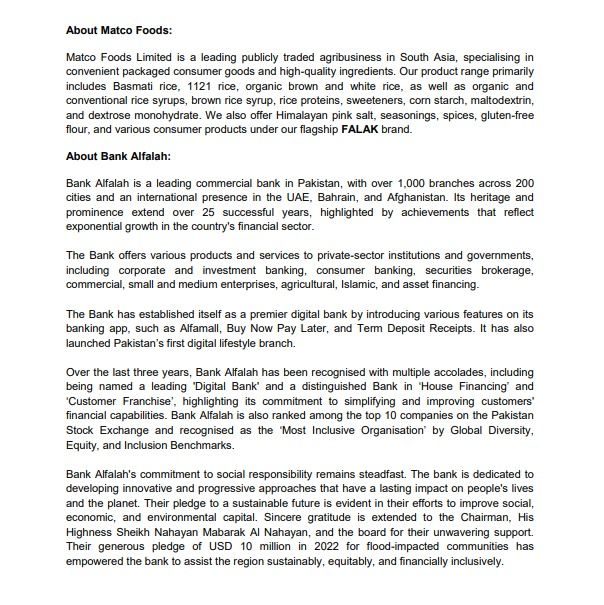 About Matco Foods:
Matco Foods Limited is a leading publicly traded agribusiness in South Asia, specialising in
convenient packaged consumer goods and high-quality ingredients. Our product range primarily
includes Basmati rice, 1121 rice, organic brown and white rice, as well as organic and
conventional rice syrups, brown rice syrup, rice proteins, sweeteners, corn starch, maltodextrin,
and dextrose monohydrate. We also offer Himalayan pink salt, seasonings, spices, gluten-free
flour, and various consumer products under our flagship FALAK brand.
About Bank Alfalah:
Bank Alfalah is a leading commercial bank in Pakistan, with over 1,000 branches across 200
cities and an international presence in the UAE, Bahrain, and Afghanistan. Its heritage and
prominence extend over 25 successful years, highlighted by achievements that reflect
exponential growth in the country's financial sector.
The Bank offers various products and services to private-sector institutions and governments,
including corporate and investment banking, consumer banking, securities brokerage,
commercial, small and medium enterprises, agricultural, Islamic, and asset financing.
The Bank has established itself as a premier digital bank by introducing various features on its
banking app, such as Alfamall, Buy Now Pay Later, and Term Deposit Receipts. It has also
launched Pakistan’s first digital lifestyle branch.
Over the last three years, Bank Alfalah has been recognised with multiple accolades, including
being named a leading 'Digital Bank' and a distinguished Bank in ‘House Financing’ and
‘Customer Franchise’, highlighting its commitment to simplifying and improving customers'
financial capabilities. Bank Alfalah is also ranked among the top 10 companies on the Pakistan
Stock Exchange and recognised as the ‘Most Inclusive Organisation’ by Global Diversity,
Equity, and Inclusion Benchmarks.
Bank Alfalah's commitment to social responsibility remains steadfast. The bank is dedicated to
developing innovative and progressive approaches that have a lasting impact on people's lives
and the planet. Their pledge to a sustainable future is evident in their efforts to improve social,
economic, and environmental capital. Sincere gratitude is extended to the Chairman, His
Highness Sheikh Nahayan Mabarak Al Nahayan, and the board for their unwavering support.
Their generous pledge of USD 10 million in 2022 for flood-impacted communities has
empowered the bank to assist the region sustainably, equitably, and financially inclusively.